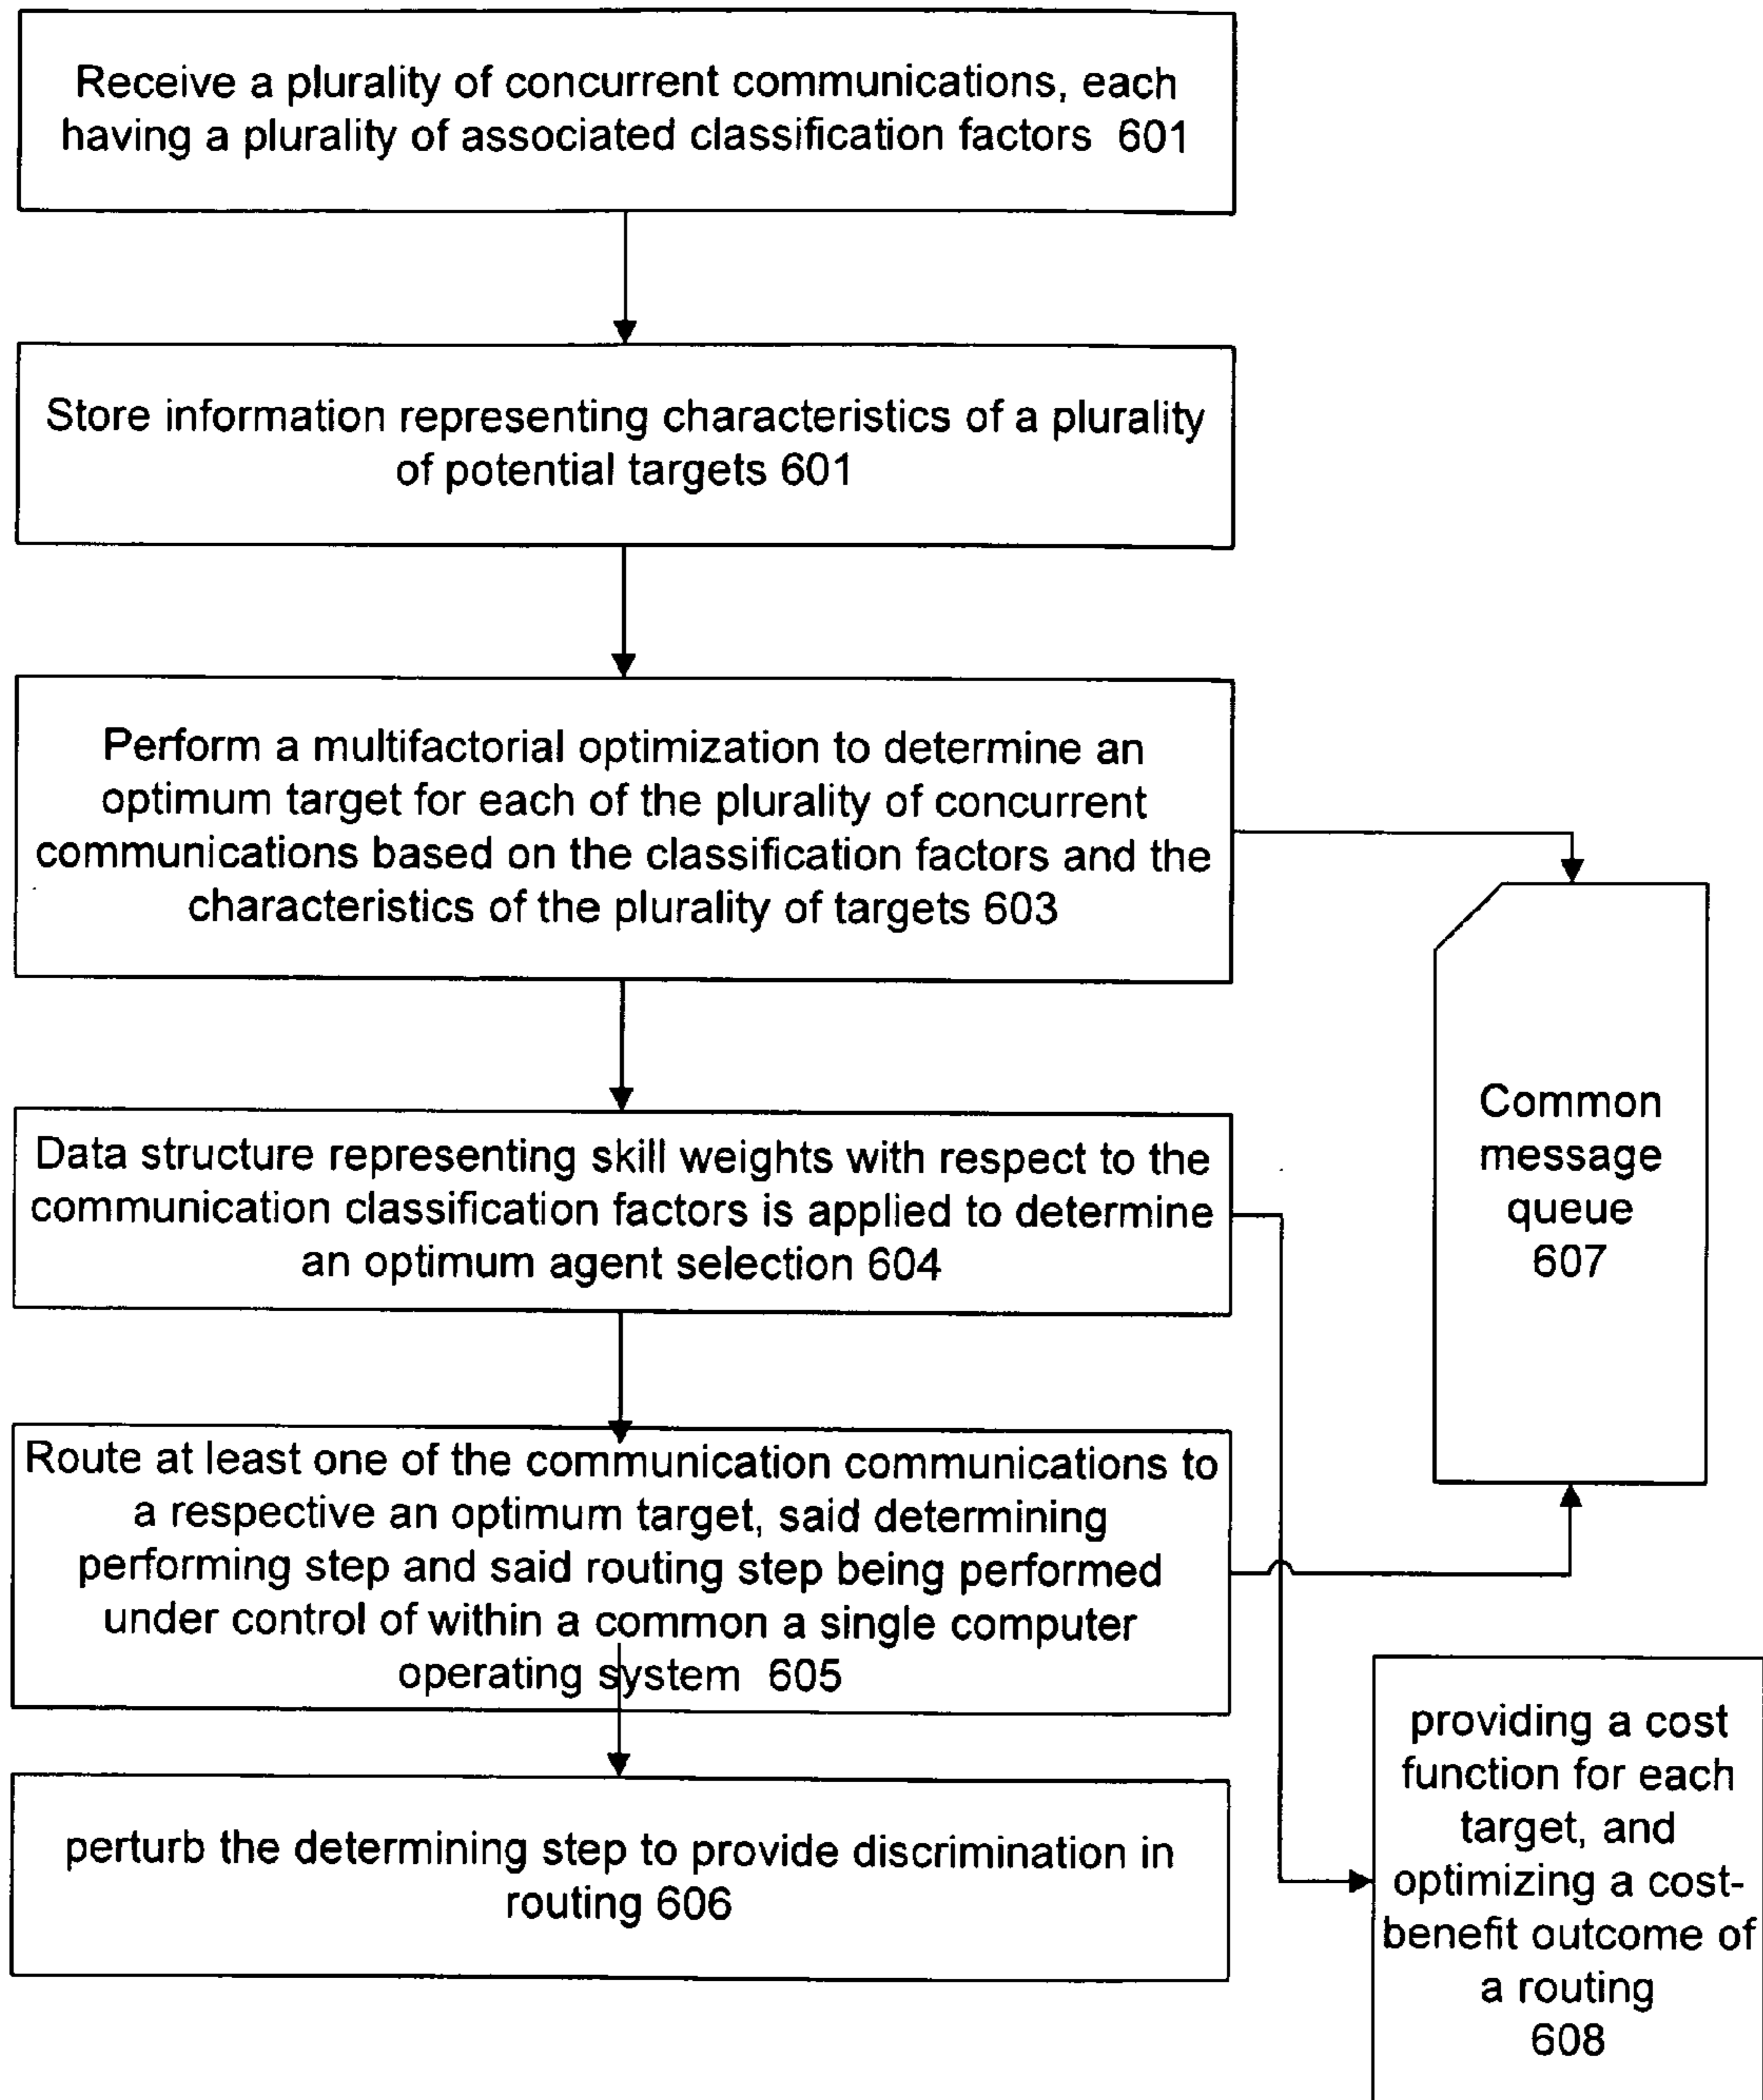 Receive a plurality of concurrent communications, each
having a plurality of associated classification factors 601
Store information representing characteristics of a plurality
of potential targets 601
Perform a multifactorial optimization to determine an
optimum target for each of the plurality of concurrent
communications based on the classification factors and the
characteristics of the plurality of targets 603
Data structure representing skill weights with respect to the
communication classification factors is applied to determine
an optimum agent selection 604
Route at least one of the communication communications to
a respective an optimum target, said determining
performing step and said routing step being performed
under control of within a common a single computer
operating system 605
perturb the determining step to provide discrimination in
routing 606
Common
message
queue
607
providing a cost
function for each
target, and
optimizing a cost-
benefit outcome of
a routing
608